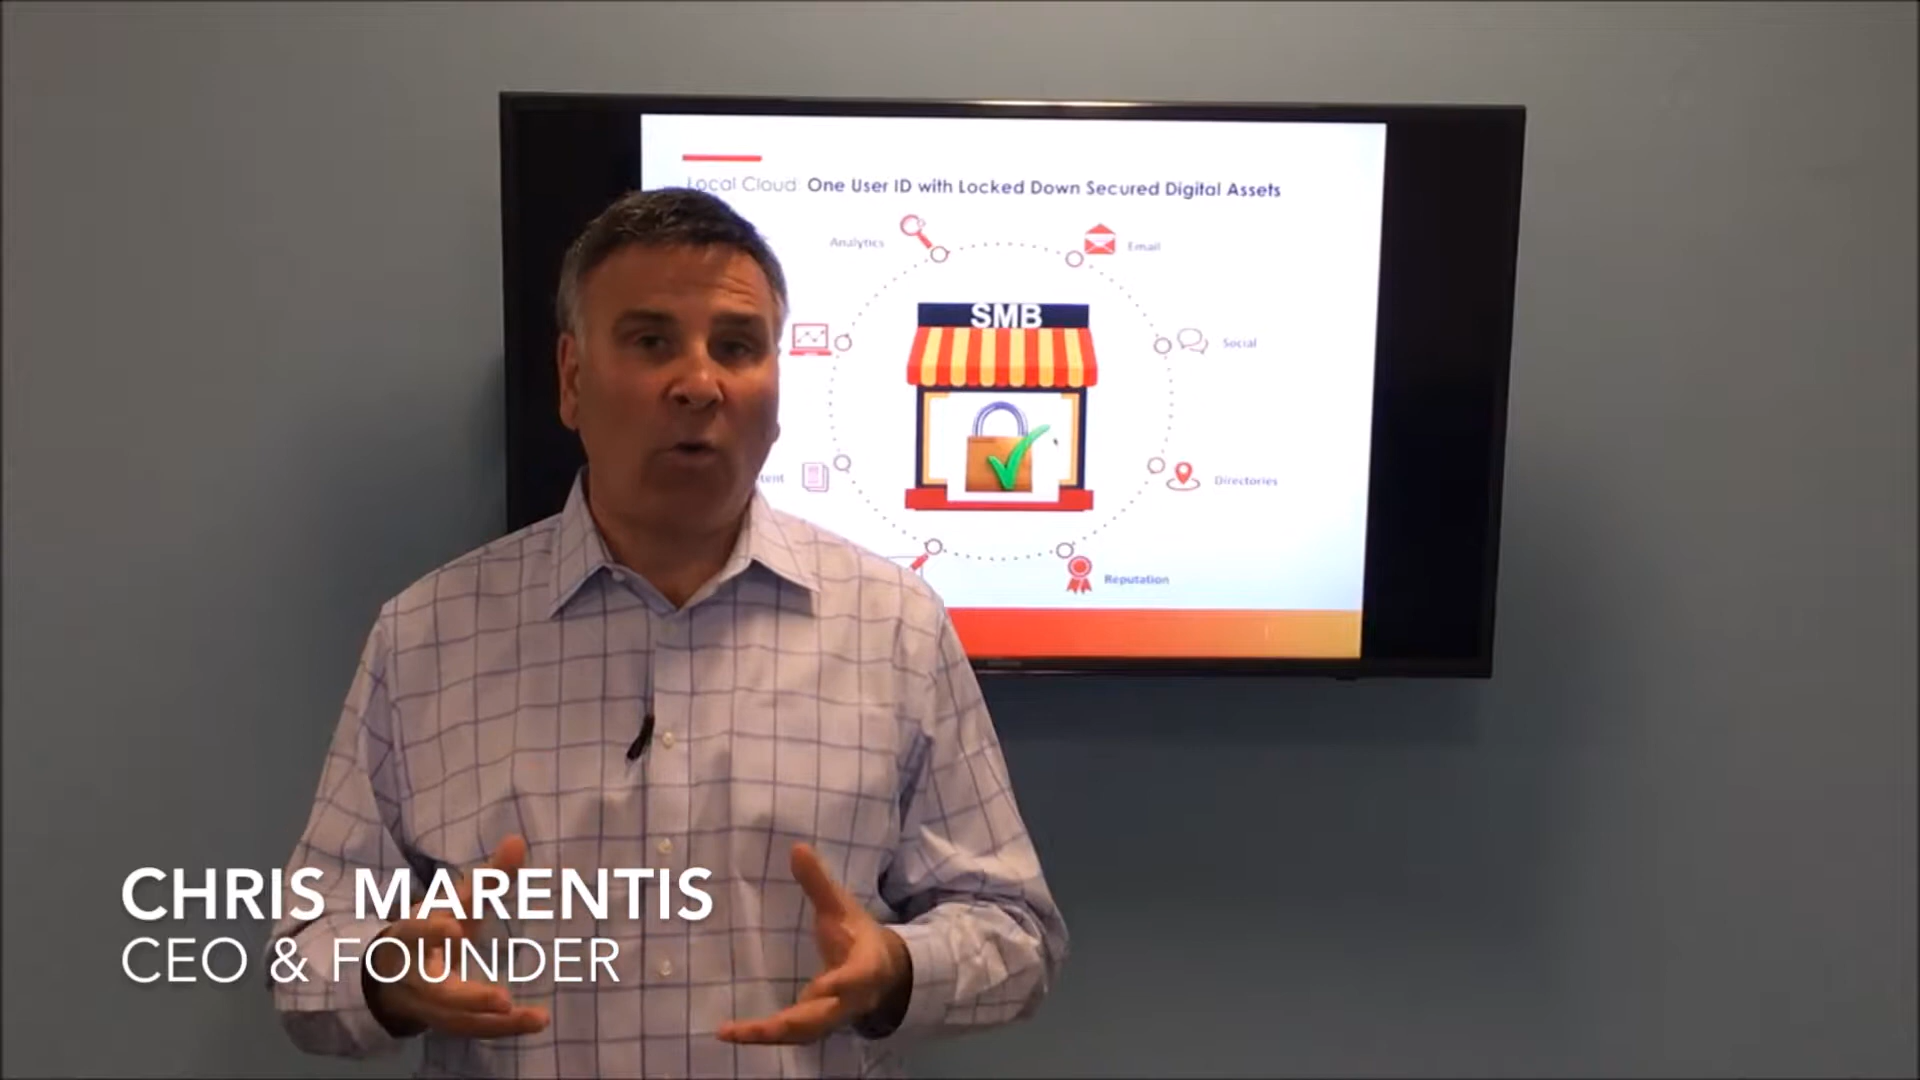 Local Cloud: One User ID with Locked Down Secured Digital Assets
Analytics
Email
SMB
Social
Directories
Reputation
CHRIS MARENTIS
CEO & FOUNDER